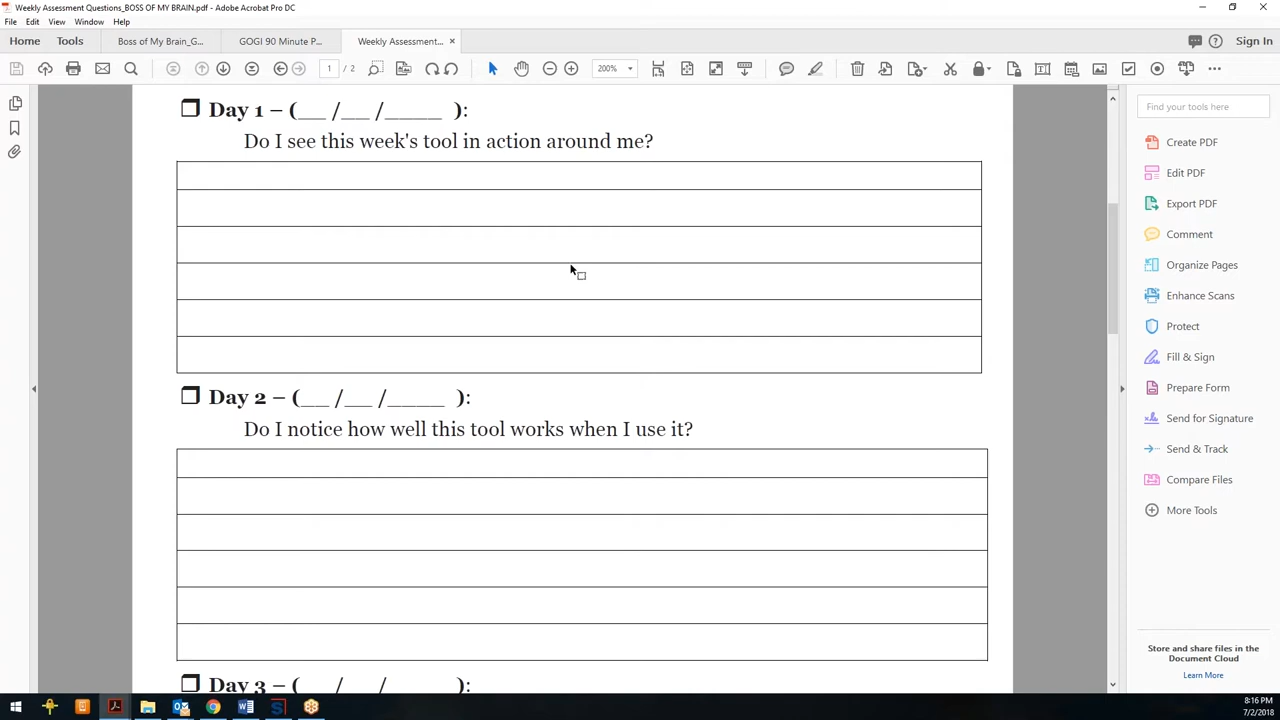 Weekly Assessment Questions_BOSS OF MY BRAIN.pdf - Adobe Acrobat Pro DC
File Edit View Window Help
Home Tools Boss of My Brain_G... GOGI 90 Minute P... Weekly Assessment... × Sign In
1 / 2 200%
Day 1 – (__ /__ /____ ):
Do I see this week's tool in action around me?
Day 2 – (__ /__ /____ ):
Do I notice how well this tool works when I use it?
Day 3 – (__ /__ /____ ):
Find your tools here
Create PDF
Edit PDF
Export PDF
Comment
Organize Pages
Enhance Scans
Protect
Fill & Sign
Prepare Form
Send for Signature
Send & Track
Compare Files
More Tools
Store and share files in the
Document Cloud
Learn More
8:16 PM
7/2/2018